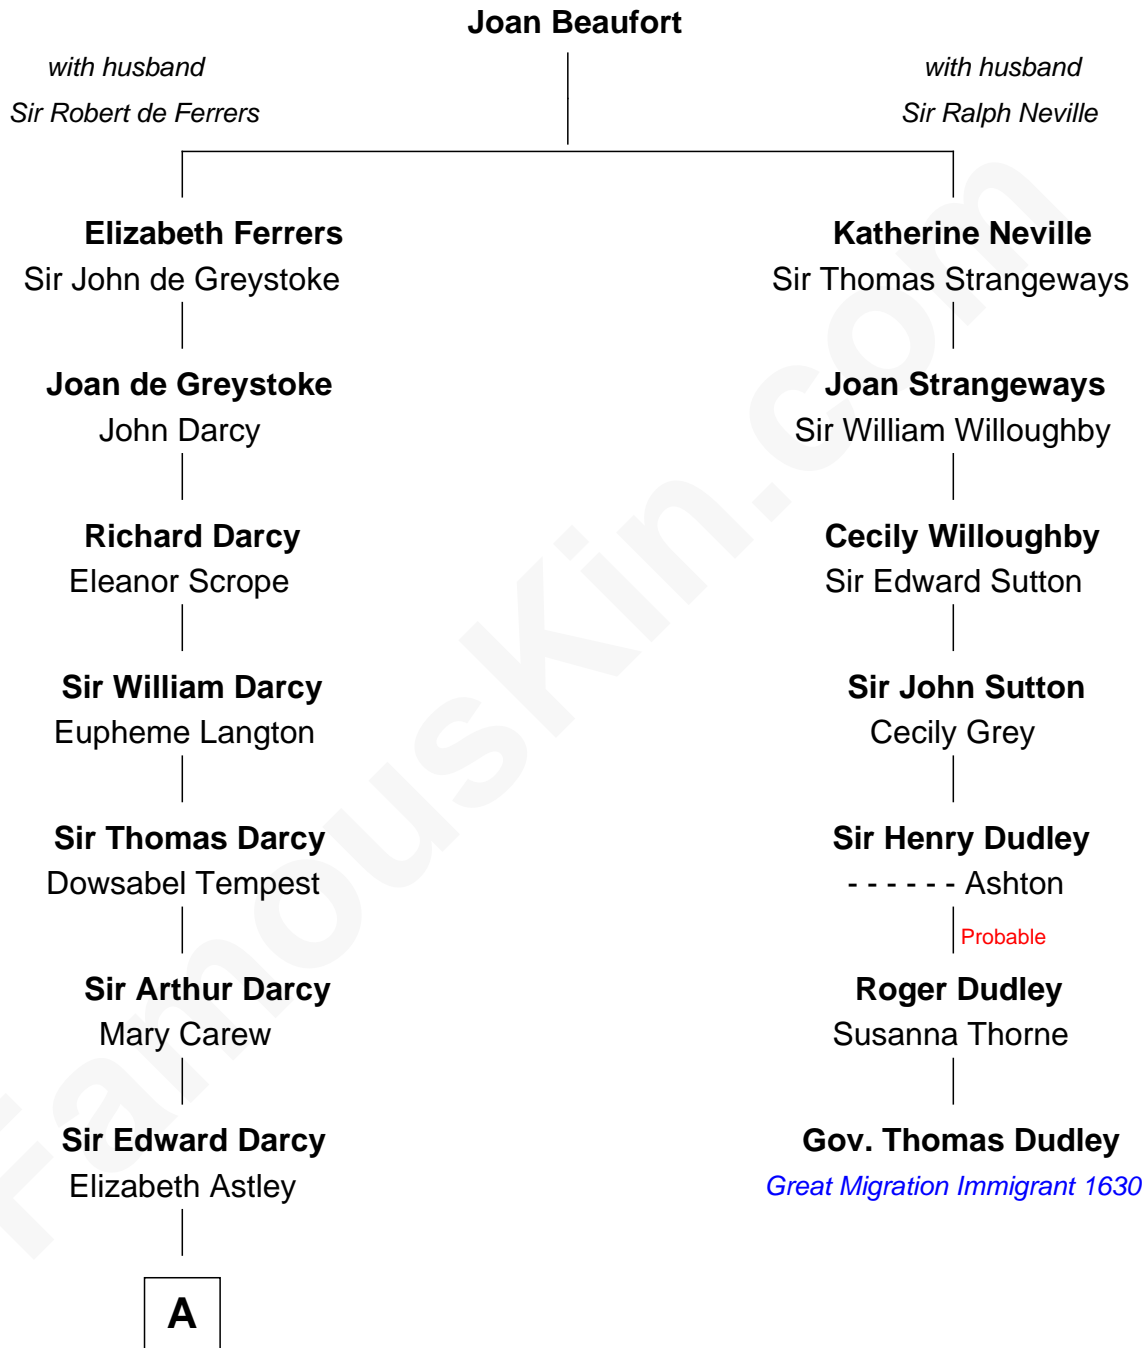 Joan Beaufort
with husband
Sir Robert de Ferrers
with husband
Sir Ralph Neville
Elizabeth Ferrers
Sir John de Greystoke
Katherine Neville
Sir Thomas Strangeways
Joan de Greystoke
John Darcy
Joan Strangeways
Sir William Willoughby
Richard Darcy
Eleanor Scrope
Cecily Willoughby
Sir Edward Sutton
Sir William Darcy
Eupheme Langton
Sir John Sutton
Cecily Grey
Sir Thomas Darcy
Dowsabel Tempest
Sir Henry Dudley
- - - - - - Ashton
Probable
Sir Arthur Darcy
Mary Carew
Roger Dudley
Susanna Thorne
Sir Edward Darcy
Elizabeth Astley
Gov. Thomas Dudley
Great Migration Immigrant 1630
A
FamousKin.com